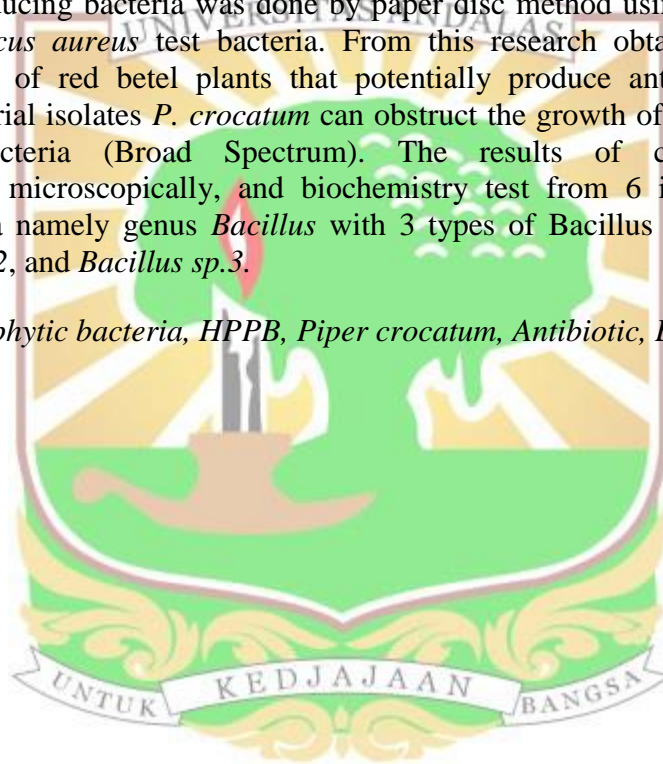 ducing bacteria was done by paper disc method usin
UNIVERSITAS ANDALAS
cus aureus test bacteria. From this research obta
of red betel plants that potentially produce ant
rial isolates P. crocatum can obstruct the growth of
cteria (Broad Spectrum). The results of c
microscopically, and biochemistry test from 6 i
a namely genus Bacillus with 3 types of Bacillus
2, and Bacillus sp.3.
phytic bacteria, HPPB, Piper crocatum, Antibiotic,
UNTUK KEDJAJAAN BANGSA